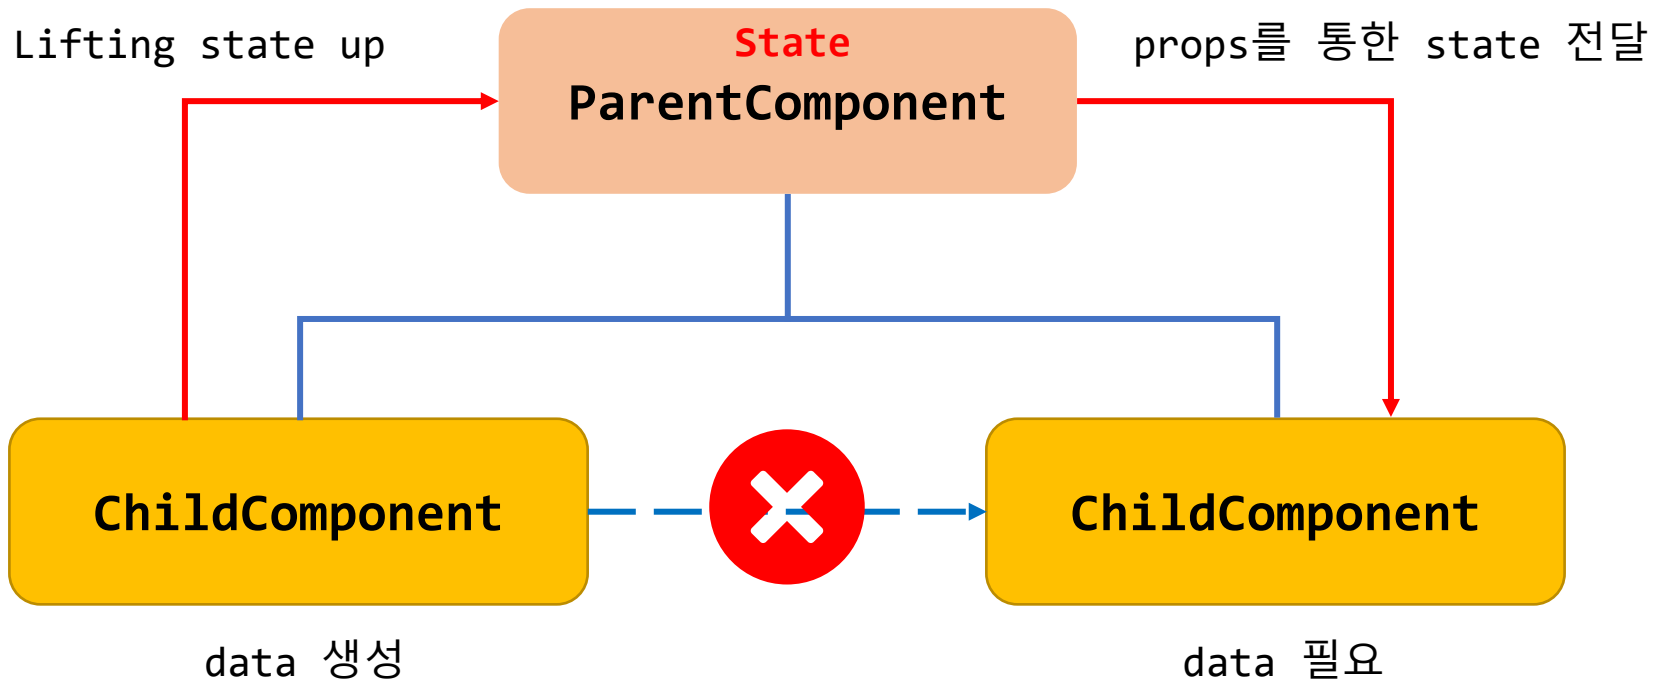 Lifting state up
State
ParentComponent
props를 통한 state 전달
ChildComponent
ChildComponent
data 생성
data 필요